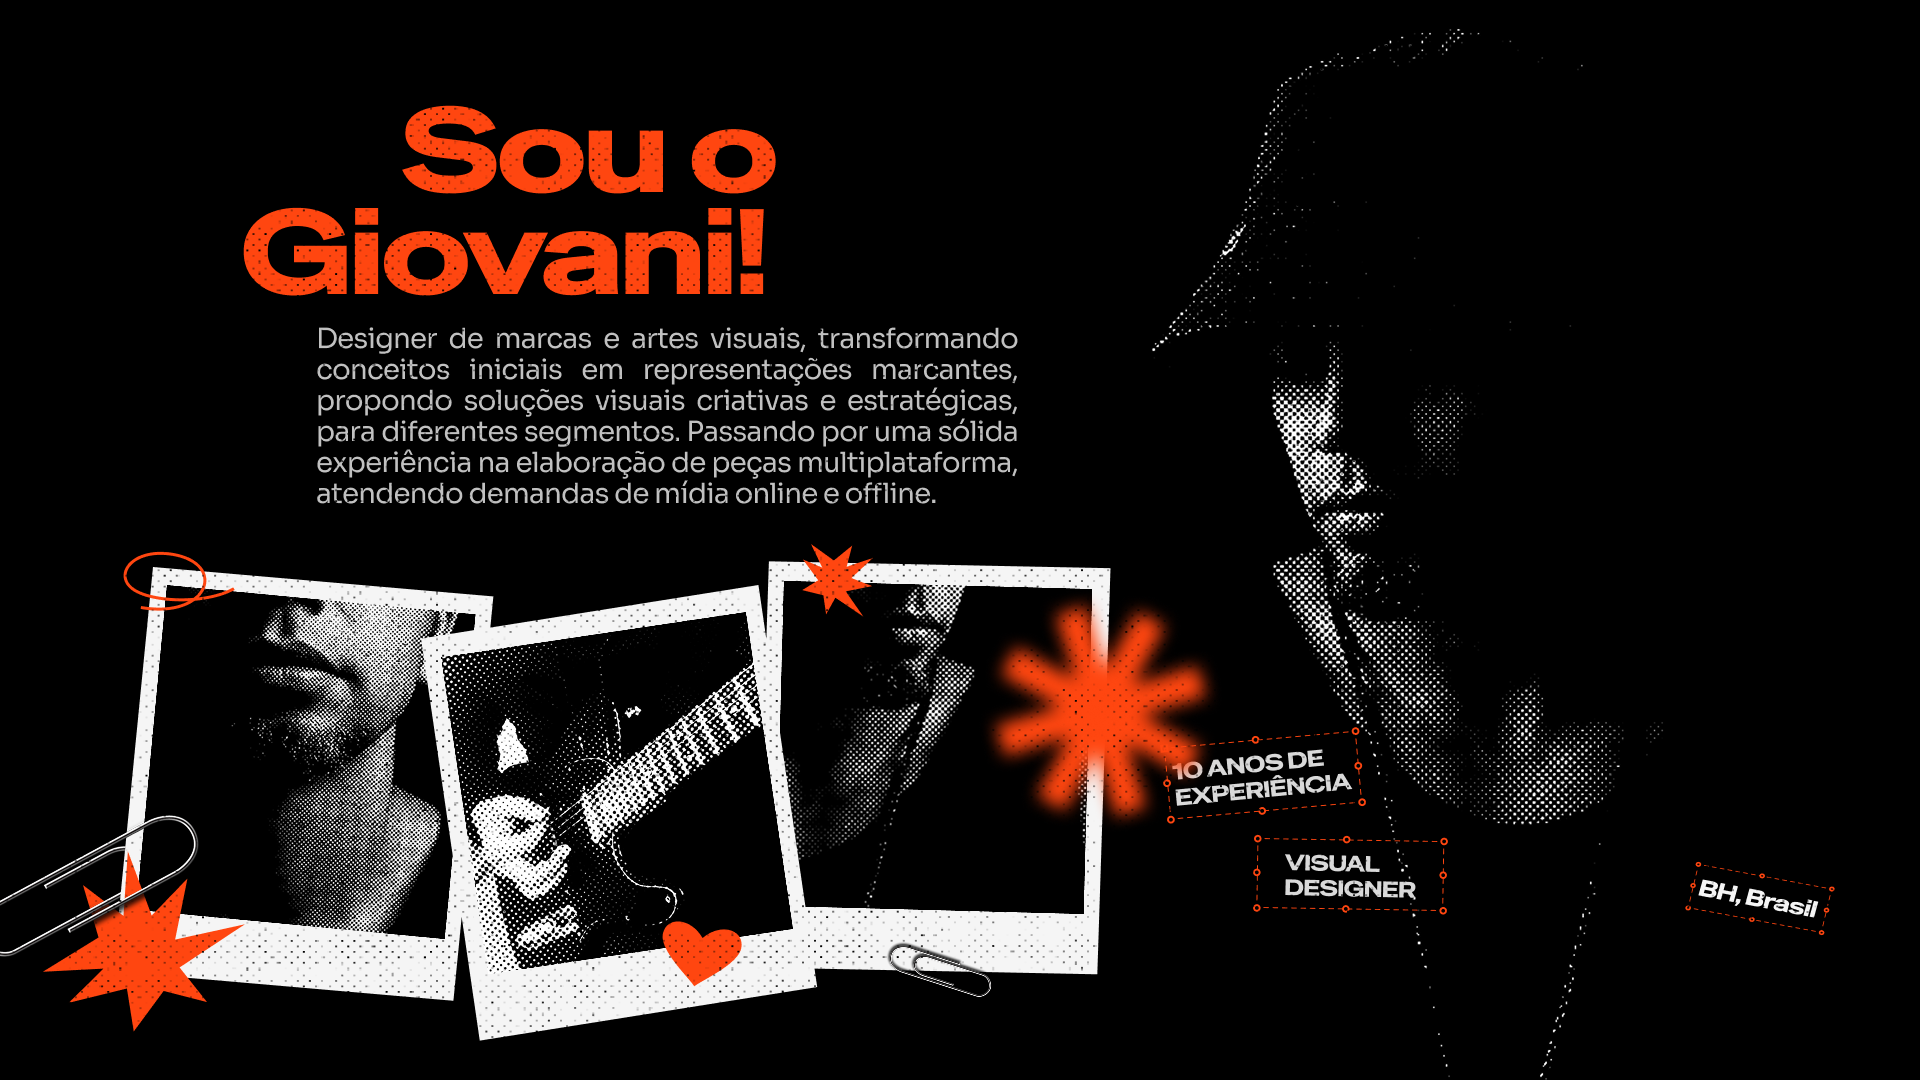 Sou o
Giovani!
Designer de marcas e artes visuais, transformando
conceitos iniciais em representações marcantes,
propondo soluções visuais criativas e estratégicas,
para diferentes segmentos. Passando por uma sólida
experiência na elaboração de peças multiplataforma,
atendendo demandas de mídia online e offline.
10 ANOS DE
EXPERIÊNCIA
VISUAL
DESIGNER
BH, Brasil